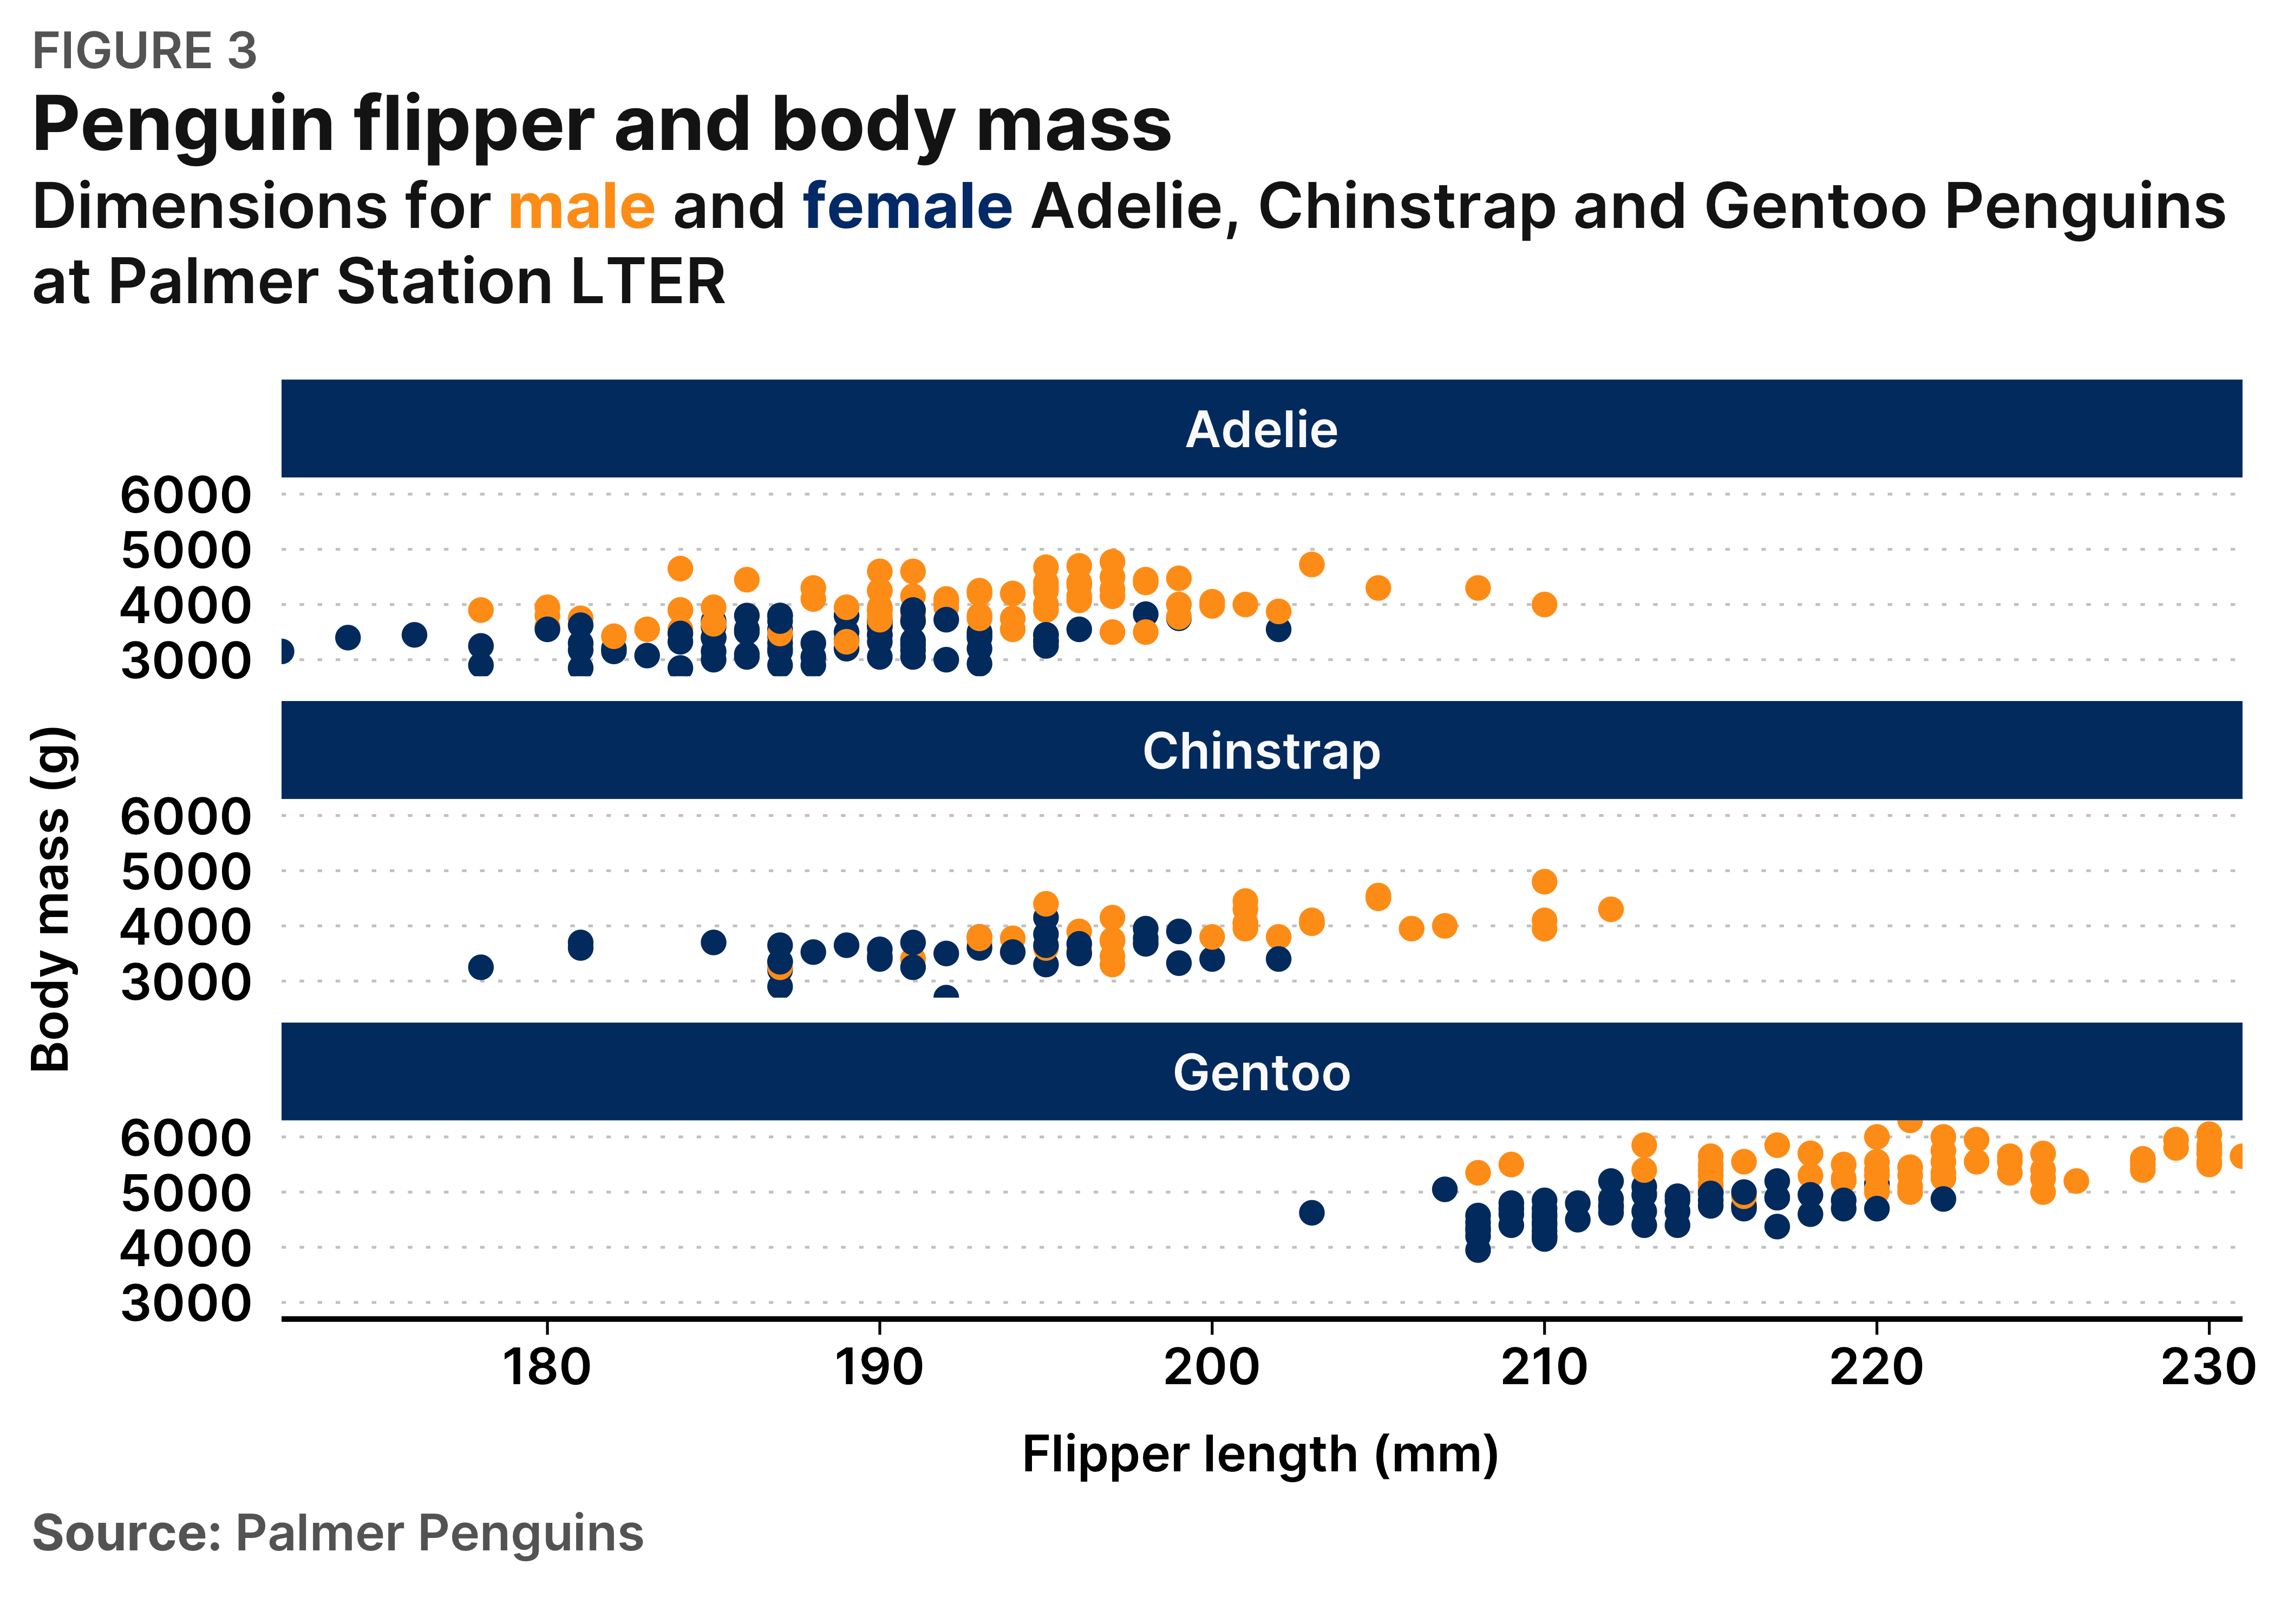 FIGURE 3
Penguin flipper and body mass
Dimensions for male and female Adelie, Chinstrap and Gentoo Penguins
at Palmer Station LTER
Adelie
6000
5000
4000
3000
Chinstrap
6000
5000
4000
3000
Body mass (g)
Gentoo
6000
5000
4000
3000
180 190 200 210 220 230
Flipper length (mm)
Source: Palmer Penguins